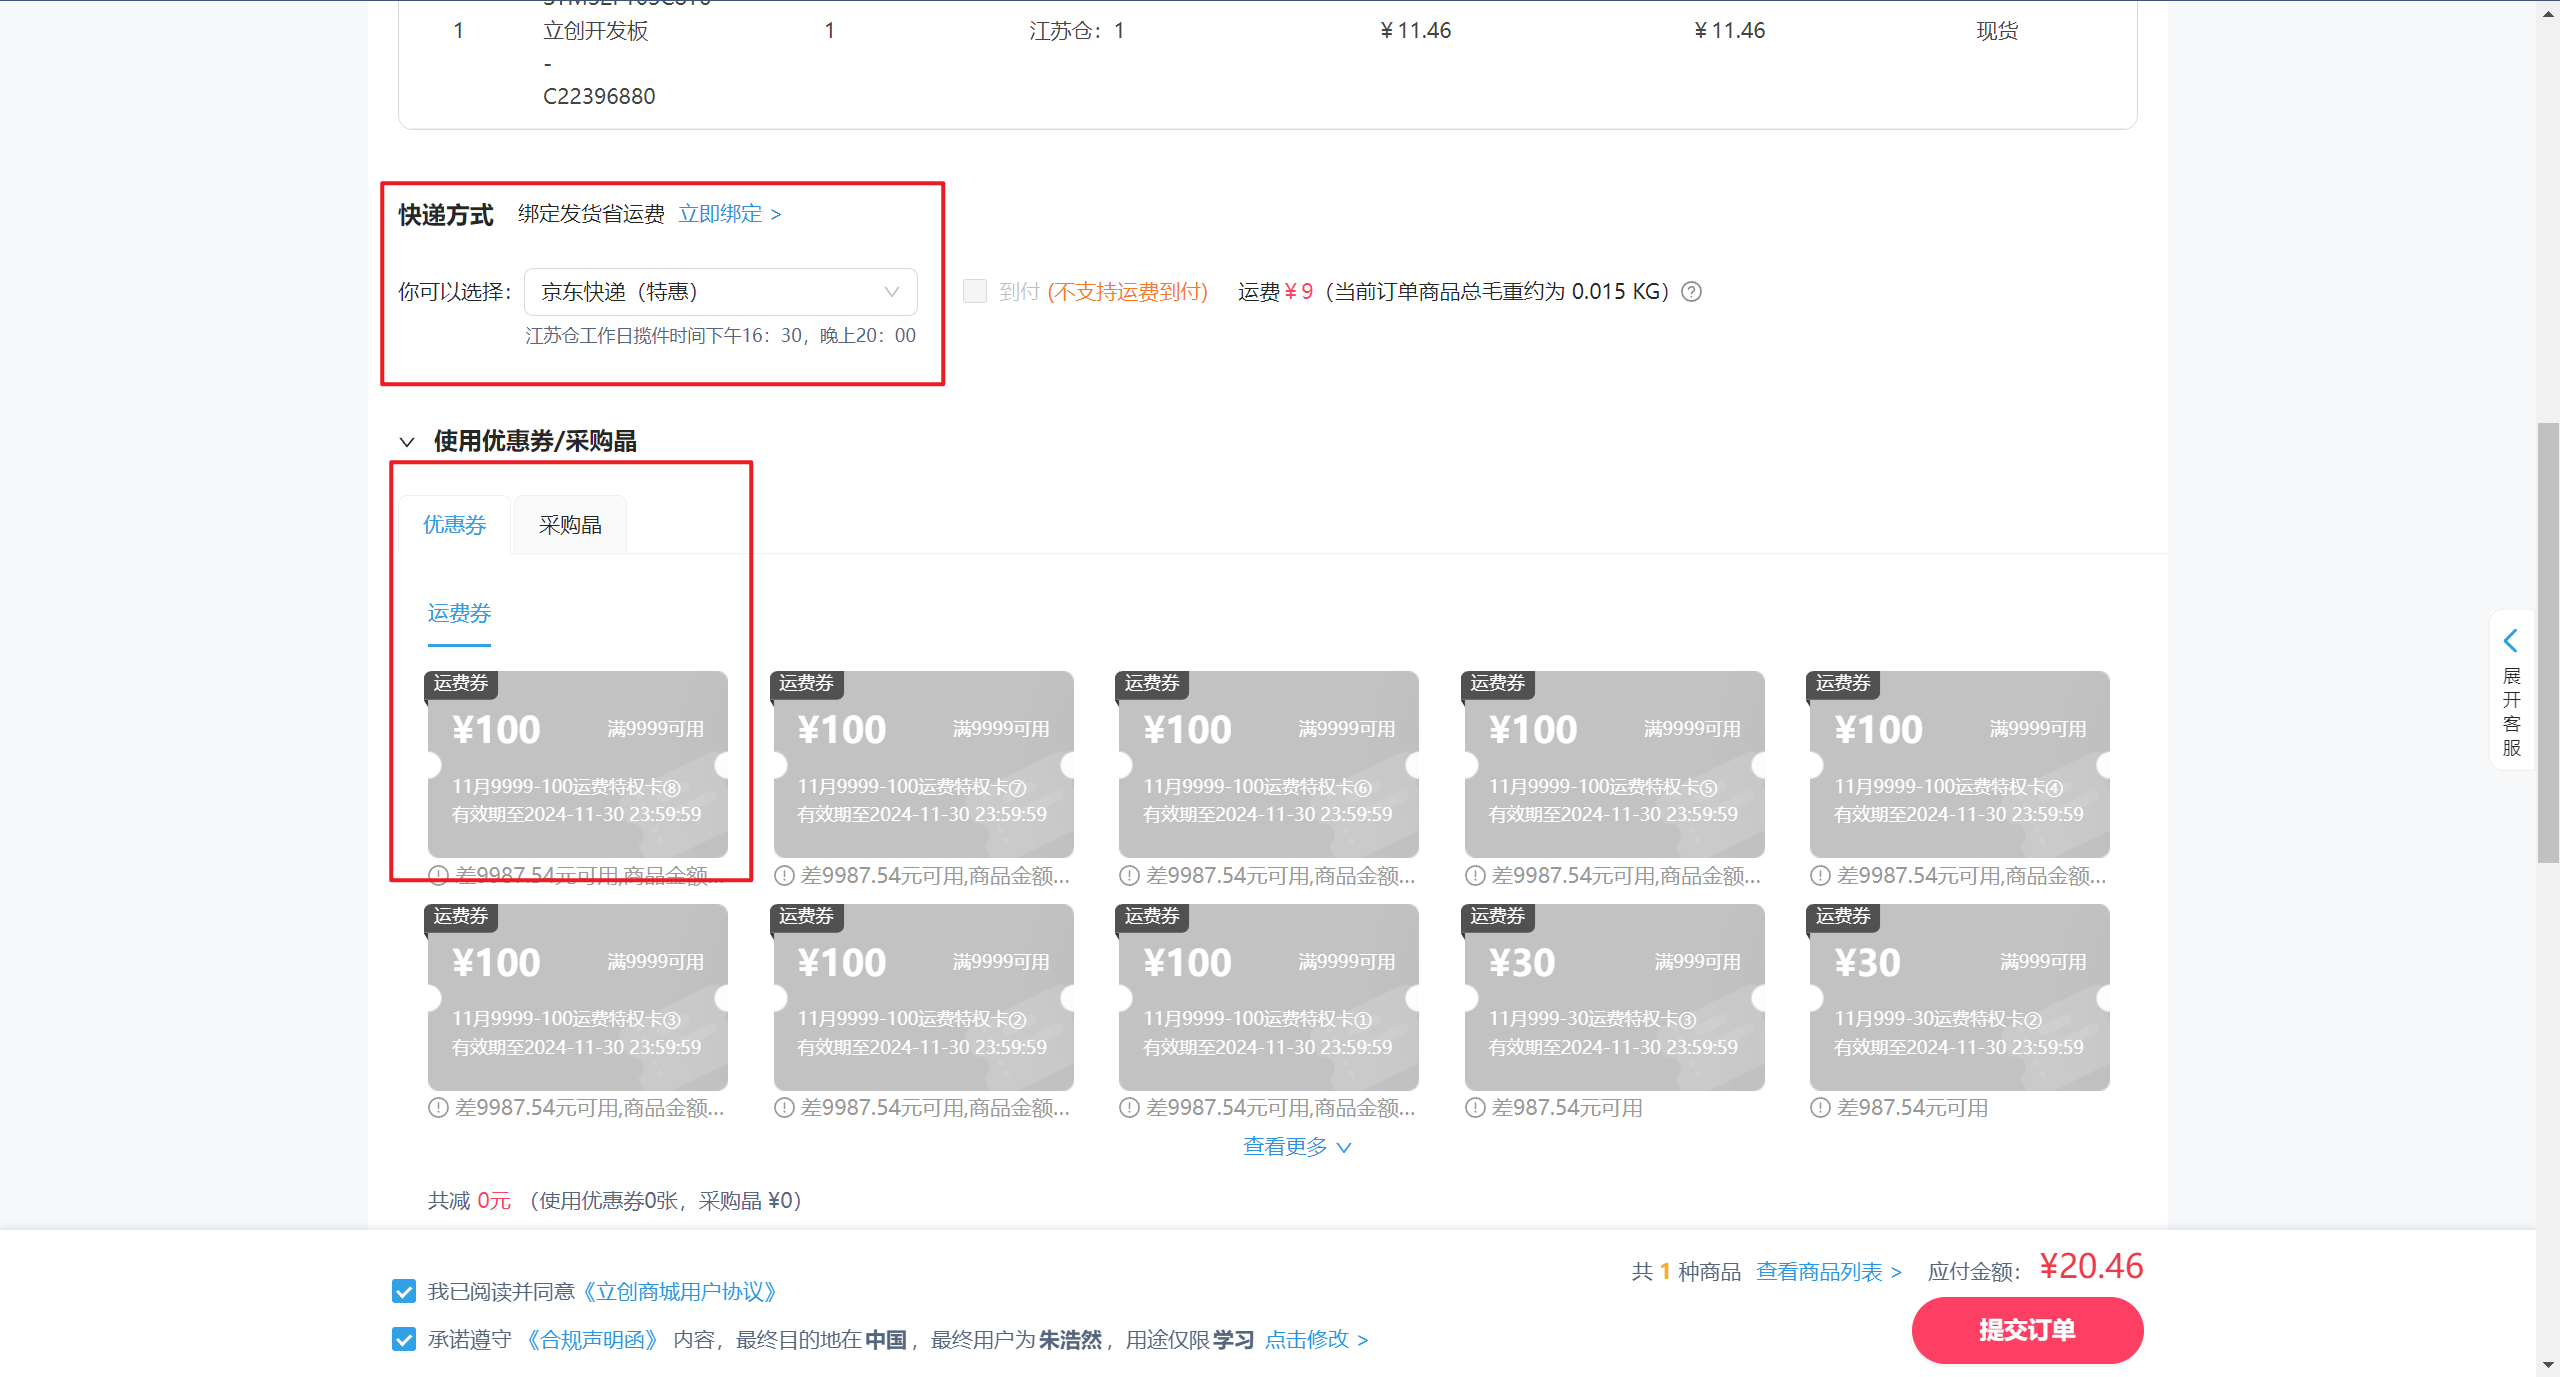 1 立创开发板 1 江苏仓：1 ¥ 11.46 ¥ 11.46 现货
-
C22396880
快递方式 绑定发货省运费 立即绑定 >
你可以选择： 京东快递（特惠） 到付 (不支持运费到付) 运费 ¥ 9（当前订单商品总毛重约为 0.015 KG）
江苏仓工作日揽件时间下午16：30，晚上20：00
使用优惠券/采购晶
优惠券 采购晶
运费券
运费券 运费券 运费券 运费券 运费券
¥100 满9999可用 ¥100 满9999可用 ¥100 满9999可用 ¥100 满9999可用 ¥100 满9999可用
11月9999-100运费特权卡⑧ 11月9999-100运费特权卡⑦ 11月9999-100运费特权卡⑥ 11月9999-100运费特权卡⑤ 11月9999-100运费特权卡④
有效期至2024-11-30 23:59:59 有效期至2024-11-30 23:59:59 有效期至2024-11-30 23:59:59 有效期至2024-11-30 23:59:59 有效期至2024-11-30 23:59:59
差9987.54元可用,商品金额... 差9987.54元可用,商品金额... 差9987.54元可用,商品金额... 差9987.54元可用,商品金额... 差9987.54元可用,商品金额...
运费券 运费券 运费券 运费券 运费券
¥100 满9999可用 ¥100 满9999可用 ¥100 满9999可用 ¥30 满999可用 ¥30 满999可用
11月9999-100运费特权卡③ 11月9999-100运费特权卡② 11月9999-100运费特权卡① 11月999-30运费特权卡③ 11月999-30运费特权卡②
有效期至2024-11-30 23:59:59 有效期至2024-11-30 23:59:59 有效期至2024-11-30 23:59:59 有效期至2024-11-30 23:59:59 有效期至2024-11-30 23:59:59
差9987.54元可用,商品金额... 差9987.54元可用,商品金额... 差9987.54元可用,商品金额... 差987.54元可用 差987.54元可用
查看更多
共减 0元 （使用优惠券0张，采购晶 ¥0）
展开客服
共 1 种商品 查看商品列表 > 应付金额： ¥20.46
我已阅读并同意《立创商城用户协议》
承诺遵守 《合规声明函》 内容，最终目的地在中国，最终用户为朱浩然，用途仅限学习 点击修改 >
提交订单